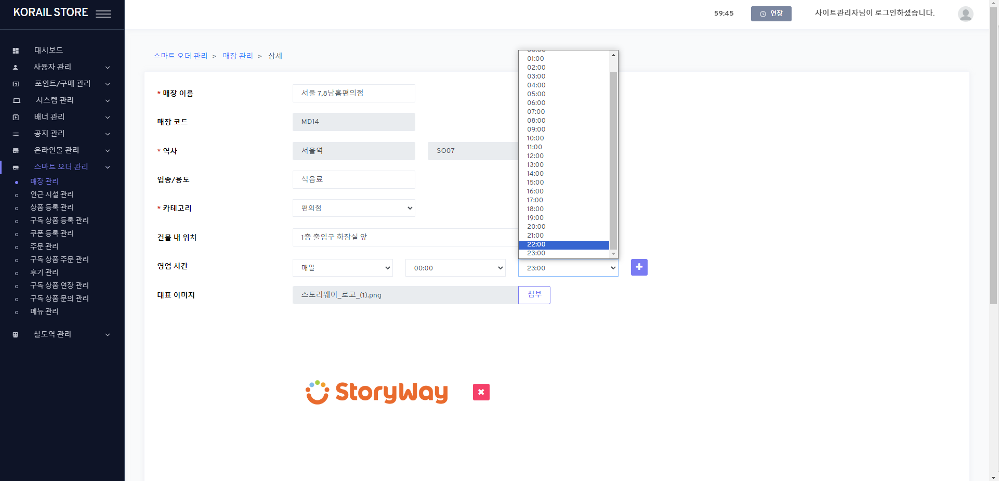 KORAIL STORE
59:45
연장
사이트관리자님이 로그인하셨습니다.
대시보드
사용자 관리
포인트/구매 관리
시스템 관리
배너 관리
공지 관리
온라인몰 관리
스마트 오더 관리
매장 관리
인근 시설 관리
상품 등록 관리
구독 상품 등록 관리
쿠폰 등록 관리
주문 관리
구독 상품 주문 관리
후기 관리
구독 상품 연장 관리
구독 상품 문의 관리
메뉴 관리
철도역 관리
스마트 오더 관리 > 매장 관리 > 상세
* 매장 이름
서울 7,8남홈편의점
매장 코드
MD14
* 역사
서울역
SO07
업종/용도
식음료
* 카테고리
편의점
건물 내 위치
1층 출입구 화장실 앞
영업 시간
매일
00:00
23:00
00:00
01:00
02:00
03:00
04:00
05:00
06:00
07:00
08:00
09:00
10:00
11:00
12:00
13:00
14:00
15:00
16:00
17:00
18:00
19:00
20:00
21:00
22:00
23:00
대표 이미지
스토리웨이_로고_(1).png
첨부
StoryWay